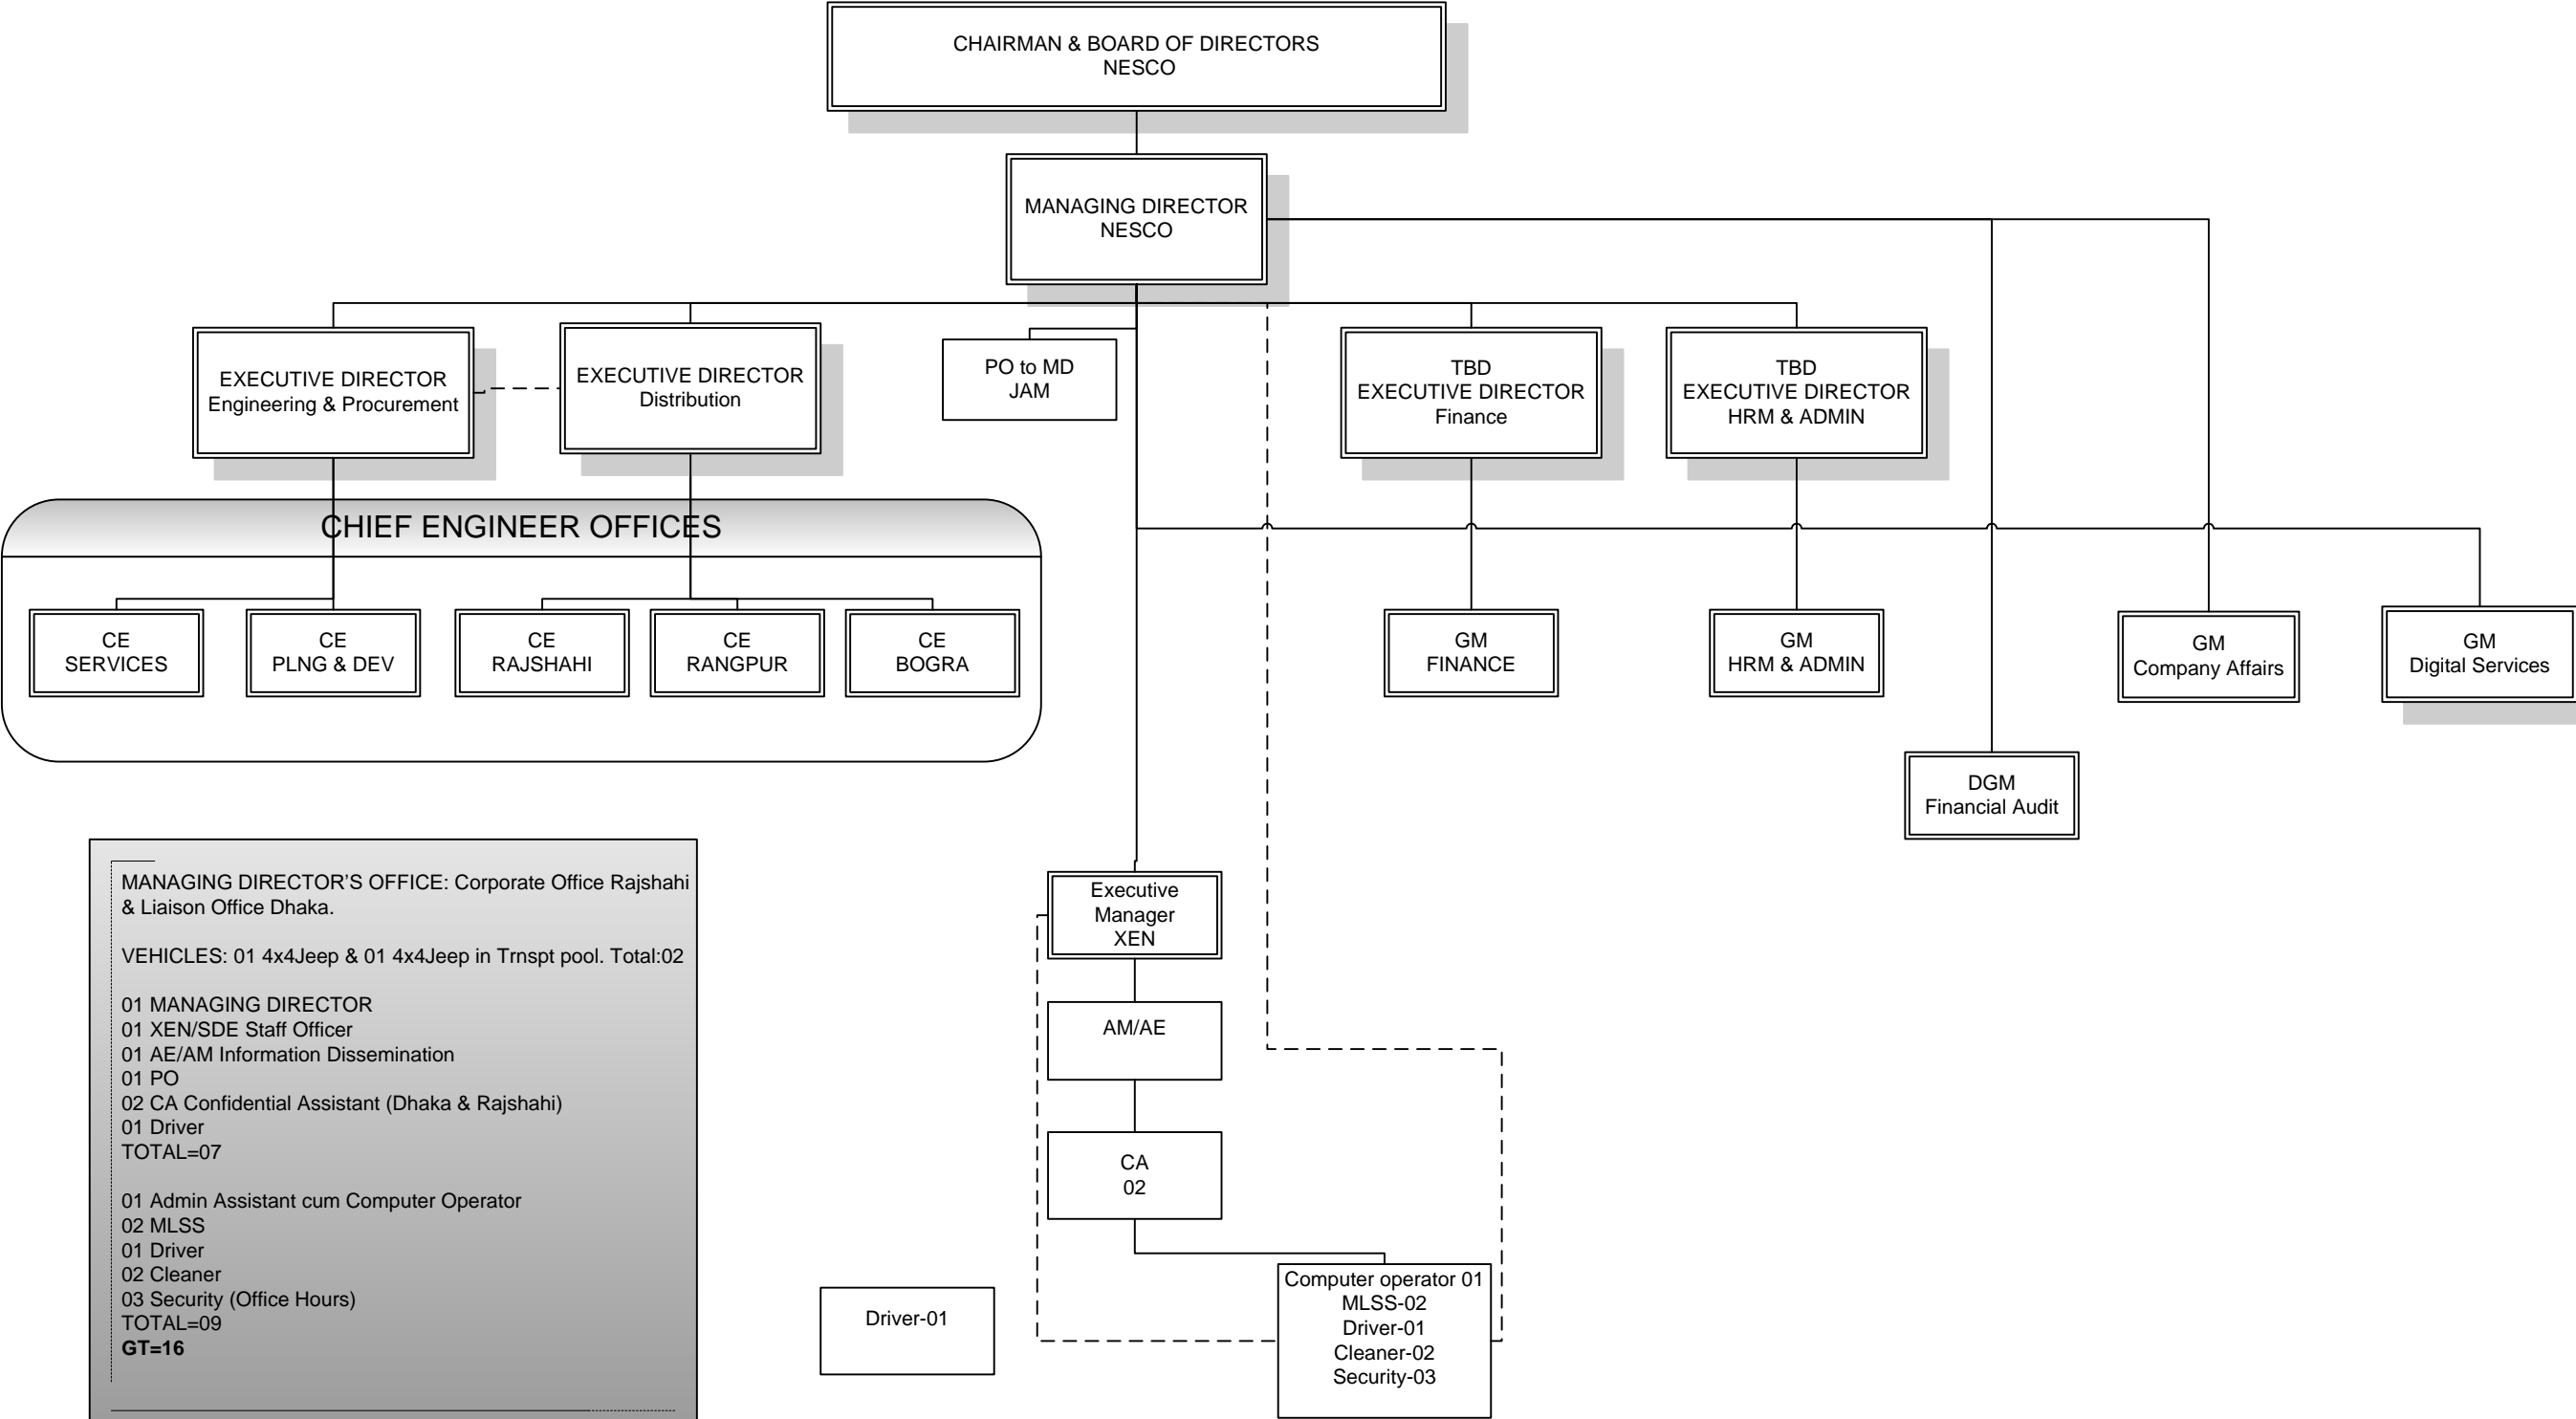 CHAIRMAN & BOARD OF DIRECTORS
NESCO
MANAGING DIRECTOR
NESCO
EXECUTIVE DIRECTOR
Engineering & Procurement
EXECUTIVE DIRECTOR
Distribution
PO to MD
JAM
TBD
EXECUTIVE DIRECTOR
Finance
TBD
EXECUTIVE DIRECTOR
HRM & ADMIN
CHIEF ENGINEER OFFICES
CE
SERVICES
CE
PLNG & DEV
CE
RAJSHAHI
CE
RANGPUR
CE
BOGRA
GM
FINANCE
GM
HRM & ADMIN
GM
Company Affairs
GM
Digital Services
DGM
Financial Audit
MANAGING DIRECTOR'S OFFICE: Corporate Office Rajshahi
& Liaison Office Dhaka.
VEHICLES: 01 4x4Jeep & 01 4x4Jeep in Trnspt pool. Total:02
01 MANAGING DIRECTOR
01 XEN/SDE Staff Officer
01 AE/AM Information Dissemination
01 PO
02 CA Confidential Assistant (Dhaka & Rajshahi)
01 Driver
TOTAL=07
01 Admin Assistant cum Computer Operator
02 MLSS
01 Driver
02 Cleaner
03 Security (Office Hours)
TOTAL=09
GT=16
Executive
Manager
XEN
AM/AE
CA
02
Driver-01
Computer operator 01
MLSS-02
Driver-01
Cleaner-02
Security-03